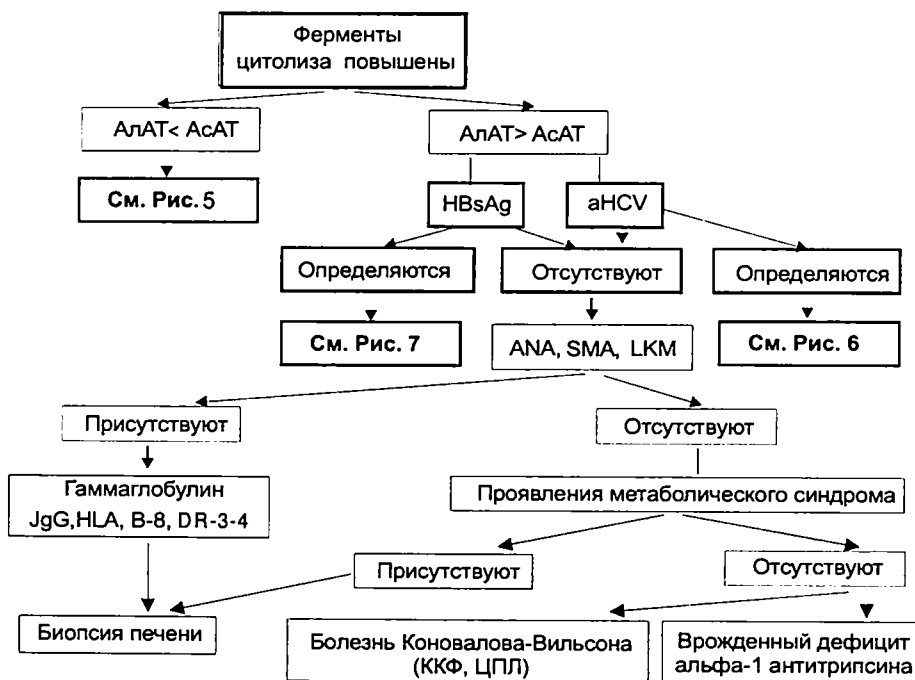 Ферменты
цитолиза повышены
АлАТ< АсАТ
АлАТ> АсАТ
См. Рис. 5
HBsAg
aHCV
Определяются
Отсутствуют
Определяются
См. Рис. 7
ANA, SMA, LKM
См. Рис. 6
Присутствуют
Отсутствуют
Гаммаглобулин
JgG,HLA, B-8, DR-3-4
Проявления метаболического синдрома
Присутствуют
Отсутствуют
Биопсия печени
Болезнь Коновалова-Вильсона
(ККФ, ЦПЛ)
Врожденный дефицит
альфа-1 антитрипсина